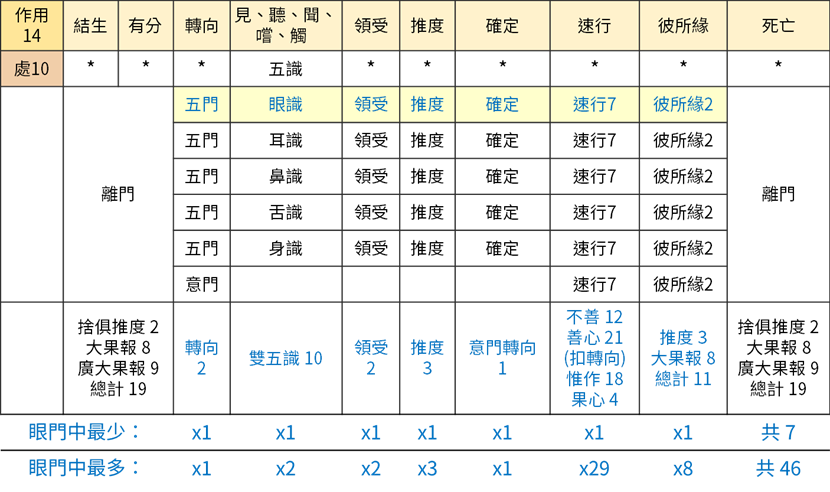 作用 14 結生 有分 轉向 見、聽、聞、嚐、觸 領受 推度 確定 速行 彼所緣 死亡
處10 * * * 五識 * * * * * *
五門 眼識 領受 推度 確定 速行7 彼所緣2
五門 耳識 領受 推度 確定 速行7 彼所緣2
五門 鼻識 領受 推度 確定 速行7 彼所緣2
離門 離門
五門 舌識 領受 推度 確定 速行7 彼所緣2
五門 身識 領受 推度 確定 速行7 彼所緣2
意門 速行7 彼所緣2
捨俱推度 2
大果報 8
廣大果報 9
總計 19
轉向
2
雙五識 10
領受
2
推度
3
意門轉向
1
不善 12
善心 21
(扣轉向)
惟作 18
果心 4
推度 3
大果報 8
總計 11
捨俱推度 2
大果報 8
廣大果報 9
總計 19
眼門中最少： x1 x1 x1 x1 x1 x1 x1 共 7
眼門中最多： x1 x2 x2 x3 x1 x29 x8 共 46